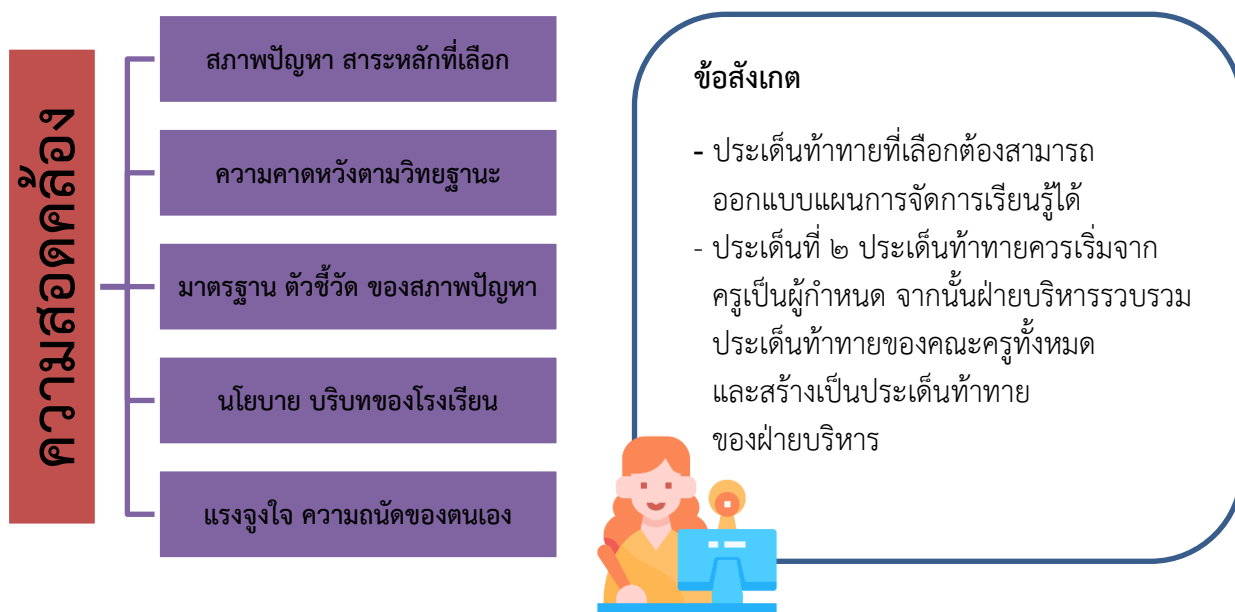 ความสอดคล้อง
สภาพปัญหา สาระหลักที่เลือก
ความคาดหวังตามวิทยฐานะ
มาตรฐาน ตัวชี้วัด ของสภาพปัญหา
นโยบาย บริบทของโรงเรียน
แรงจูงใจ ความถนัดของตนเอง
ข้อสังเกต
- ประเด็นท้าทายที่เลือกต้องสามารถ
ออกแบบแผนการจัดการเรียนรู้ได้
- ประเด็นที่ ๒ ประเด็นท้าทายควรเริ่มจาก
ครูเป็นผู้กำหนด จากนั้นฝ่ายบริหารรวบรวม
ประเด็นท้าทายของคณะครูทั้งหมด
และสร้างเป็นประเด็นท้าทาย
ของฝ่ายบริหาร